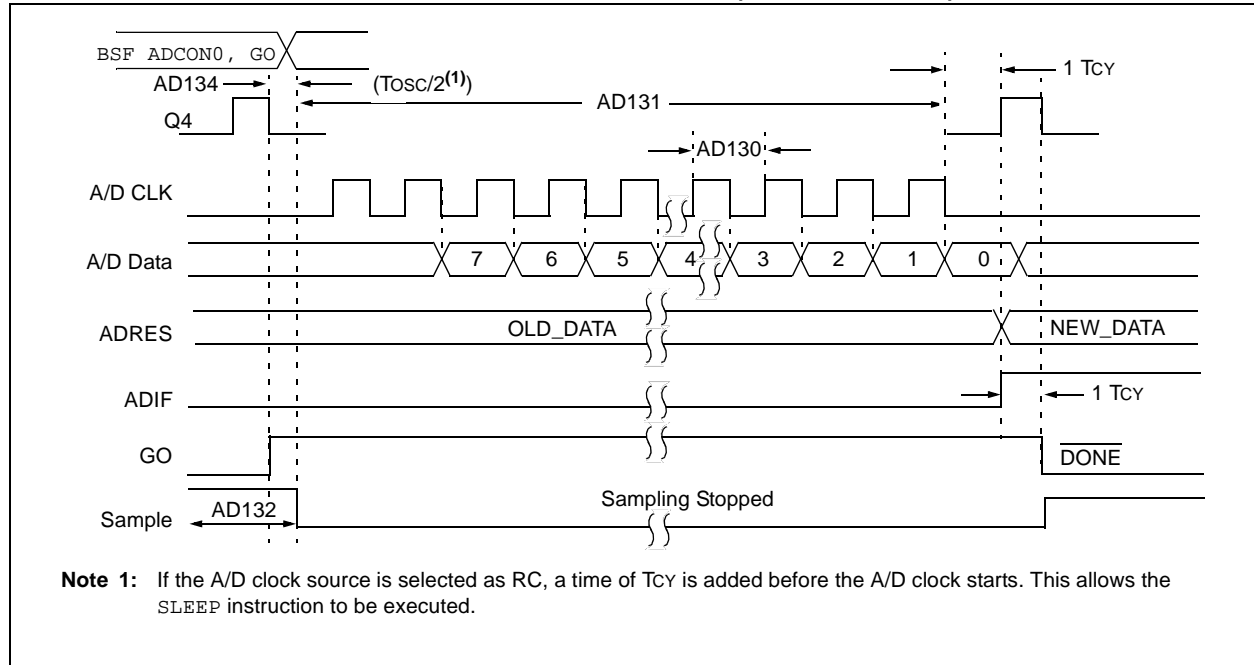 BSF ADCON0, GO
AD134
(TOSC/2(1))
AD131
1 TCY
Q4
AD130
A/D CLK
A/D Data
7 6 5 4 3 2 1 0
ADRES
OLD_DATA
NEW_DATA
ADIF
1 TCY
GO
DONE
Sample
AD132
Sampling Stopped
Note 1: If the A/D clock source is selected as RC, a time of TCY is added before the A/D clock starts. This allows the
SLEEP instruction to be executed.